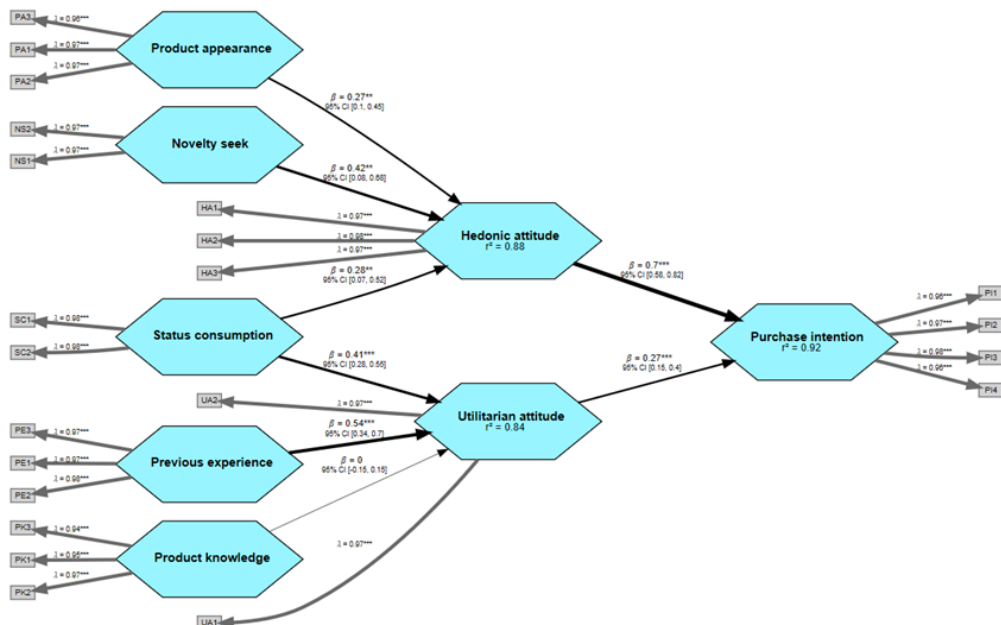 PA3
λ = 0.96***
PA1
λ = 0.97***
PA2
λ = 0.97***
Product appearance
β = 0.27**
95% CI [0.1, 0.45]
NS2
λ = 0.97***
NS1
λ = 0.97***
Novelty seek
β = 0.42**
95% CI [0.08, 0.68]
HA1
λ = 0.97***
HA2
λ = 0.98***
HA3
λ = 0.97***
Hedonic attitude
r² = 0.88
β = 0.28**
95% CI [0.07, 0.52]
β = 0.7***
95% CI [0.58, 0.82]
SC1
λ = 0.98***
SC2
λ = 0.98***
Status consumption
β = 0.41***
95% CI [0.28, 0.55]
Purchase intention
r² = 0.92
λ = 0.96***
PI1
λ = 0.97***
PI2
λ = 0.98***
PI3
λ = 0.96***
PI4
β = 0.27***
95% CI [0.15, 0.4]
UA2
λ = 0.97***
Utilitarian attitude
r² = 0.84
β = 0.54***
95% CI [0.34, 0.7]
PE3
λ = 0.97***
PE1
λ = 0.97***
PE2
λ = 0.98***
Previous experience
β = 0
95% CI [-0.15, 0.15]
PK3
λ = 0.94***
PK1
λ = 0.95***
PK2
λ = 0.97***
Product knowledge
λ = 0.97***
UA1